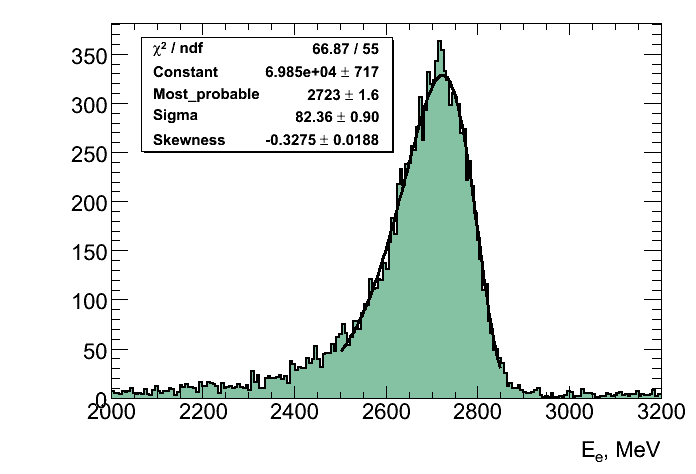 χ² / ndf 66.87 / 55
Constant 6.985e+04 ± 717
Most_probable 2723 ± 1.6
Sigma 82.36 ± 0.90
Skewness -0.3275 ± 0.0188
350
300
250
200
150
100
50
0
2000 2200 2400 2600 2800 3000 3200
Eₑ, MeV